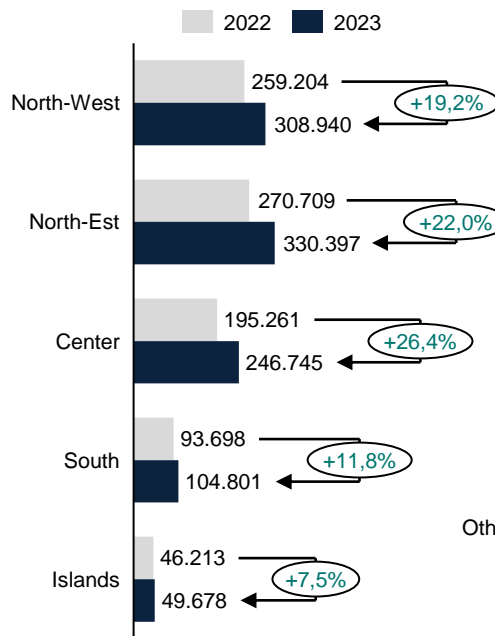 2022 2023
North-West
259.204
308.940
+19,2%
North-Est
270.709
330.397
+22,0%
Center
195.261
246.745
+26,4%
South
93.698
104.801
+11,8%
Oth
Islands
46.213
49.678
+7,5%